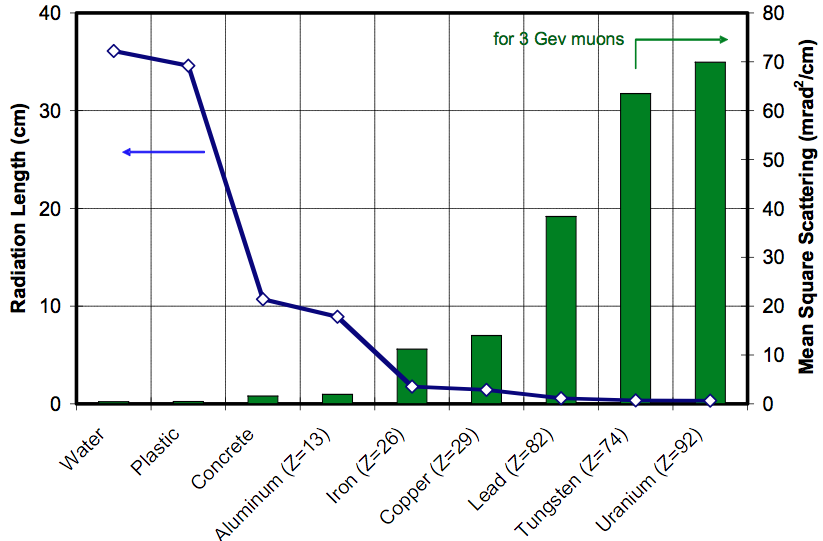 for 3 Gev muons
Radiation Length (cm)
40
30
20
10
0
80
70
60
50
40
30
20
10
0
Mean Square Scattering (mrad²/cm)
Water
Plastic
Concrete
Aluminum (Z=13)
Iron (Z=26)
Copper (Z=29)
Lead (Z=82)
Tungsten (Z=74)
Uranium (Z=92)